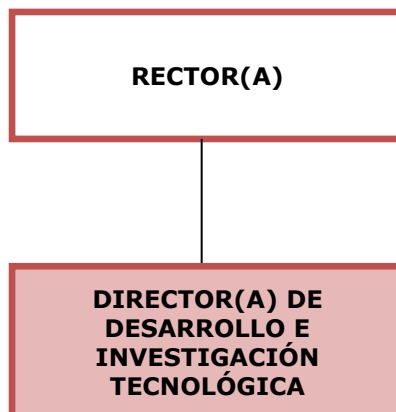 RECTOR(A)
DIRECTOR(A) DE
DESARROLLO E
INVESTIGACIÓN
TECNOLÓGICA